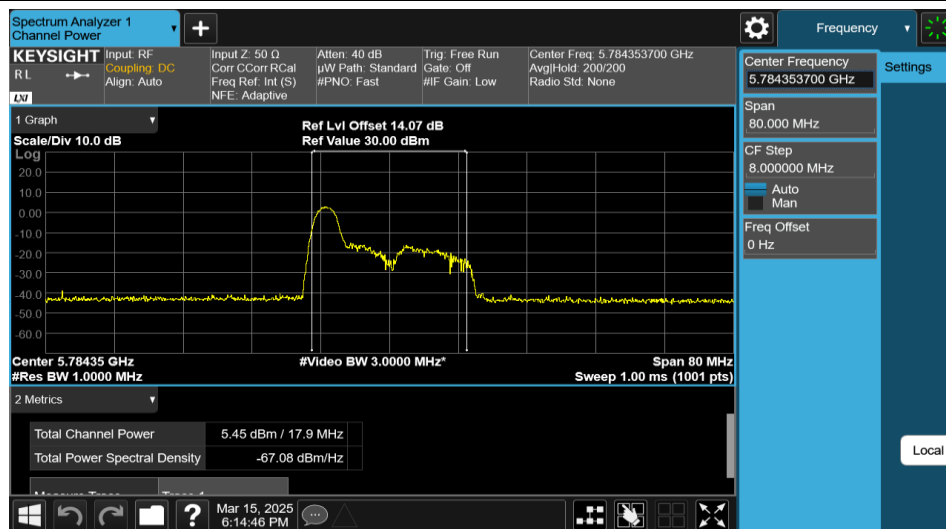 Spectrum Analyzer 1
Channel Power
Frequency
KEYSIGHT
R L
LXI
Input: RF
Coupling: DC
Align: Auto
Input Z: 50 Ω
Corr CCorr RCal
Freq Ref: Int (S)
NFE: Adaptive
Atten: 40 dB
µW Path: Standard
#PNO: Fast
Trig: Free Run
Gate: Off
#IF Gain: Low
Center Freq: 5.784353700 GHz
Avg|Hold: 200/200
Radio Std: None
Center Frequency
5.784353700 GHz
Settings
Span
80.000 MHz
CF Step
8.000000 MHz
Auto
Man
Freq Offset
0 Hz
Local
1 Graph
Scale/Div 10.0 dB
Ref Lvl Offset 14.07 dB
Ref Value 30.00 dBm
Log
20.0
10.0
0.00
-10.0
-20.0
-30.0
-40.0
-50.0
-60.0
Center 5.78435 GHz
#Video BW 3.0000 MHz*
Span 80 MHz
#Res BW 1.0000 MHz
Sweep 1.00 ms (1001 pts)
2 Metrics
Total Channel Power 5.45 dBm / 17.9 MHz
Total Power Spectral Density -67.08 dBm/Hz
Mar 15, 2025
6:14:46 PM